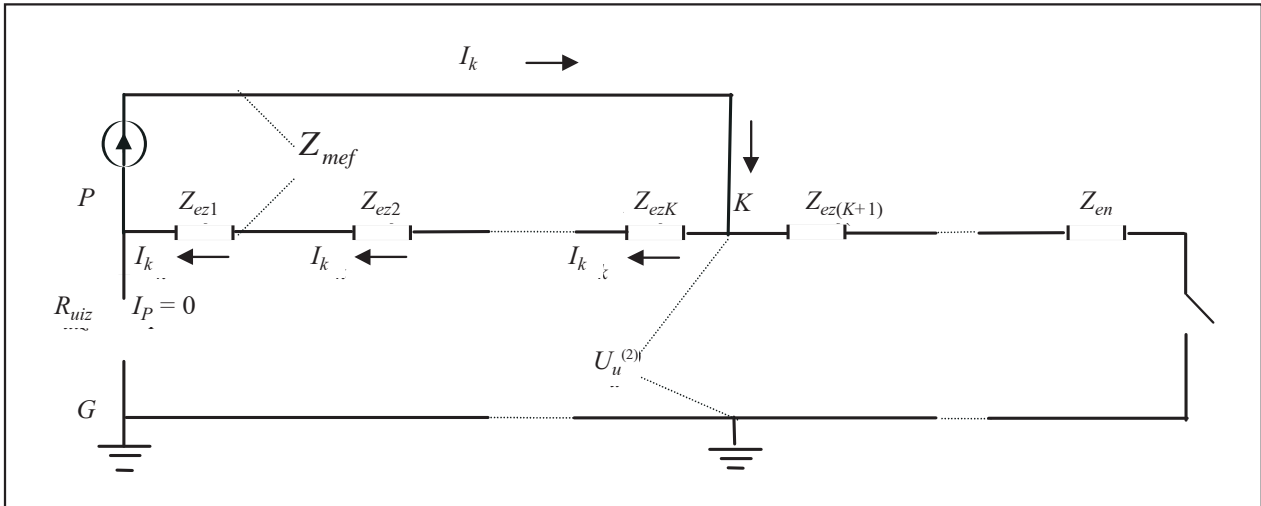 I_k
Z_mef
P Z_ez1 Z_ez2 Z_ezK K Z_ez(K+1) Z_en
I_k I_k I_k
R_uiz I_P = 0
U_u^(2)
G